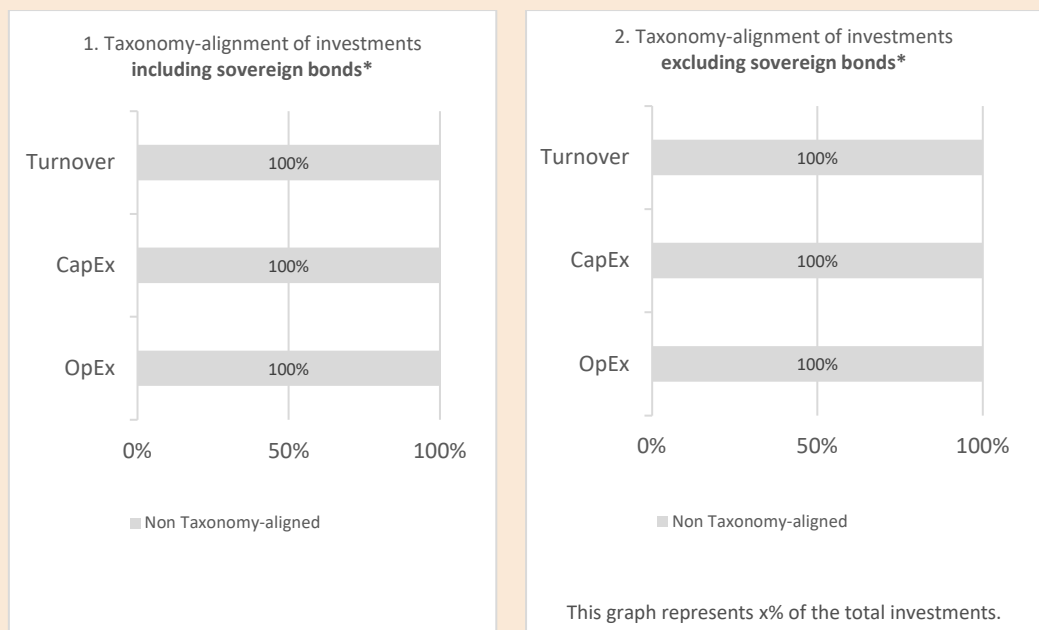 1. Taxonomy-alignment of investments
including sovereign bonds*
Turnover
100%
CapEx
100%
OpEx
100%
0%
50%
100%
Non Taxonomy-aligned
2. Taxonomy-alignment of investments
excluding sovereign bonds*
Turnover
100%
CapEx
100%
OpEx
100%
0%
50%
100%
Non Taxonomy-aligned
This graph represents x% of the total investments.